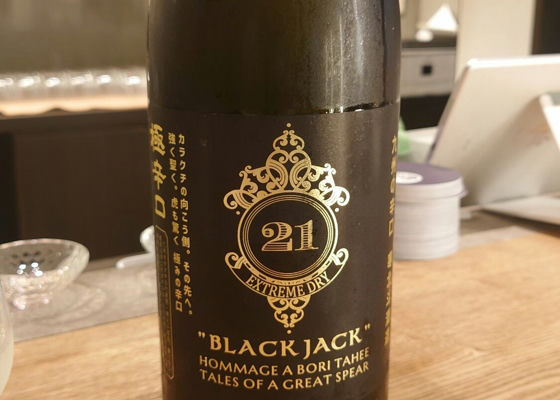 極辛口
カラクチの向こう側。その先へ。
強く堅く。虎も驚く極みの辛口
21
EXTREME DRY
"BLACK JACK"
HOMMAGE A BORI TAHEE
TALES OF A GREAT SPEAR